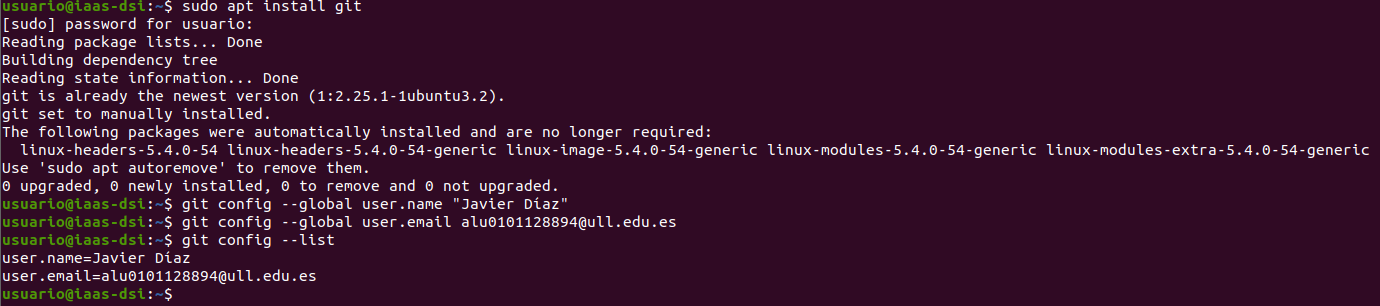 usuario@iaas-dsi:~$ sudo apt install git
[sudo] password for usuario:
Reading package lists... Done
Building dependency tree
Reading state information... Done
git is already the newest version (1:2.25.1-1ubuntu3.2).
git set to manually installed.
The following packages were automatically installed and are no longer required:
  linux-headers-5.4.0-54 linux-headers-5.4.0-54-generic linux-image-5.4.0-54-generic linux-modules-5.4.0-54-generic linux-modules-extra-5.4.0-54-generic
Use 'sudo apt autoremove' to remove them.
0 upgraded, 0 newly installed, 0 to remove and 0 not upgraded.
usuario@iaas-dsi:~$ git config --global user.name "Javier Díaz"
usuario@iaas-dsi:~$ git config --global user.email alu0101128894@ull.edu.es
usuario@iaas-dsi:~$ git config --list
user.name=Javier Díaz
user.email=alu0101128894@ull.edu.es
usuario@iaas-dsi:~$